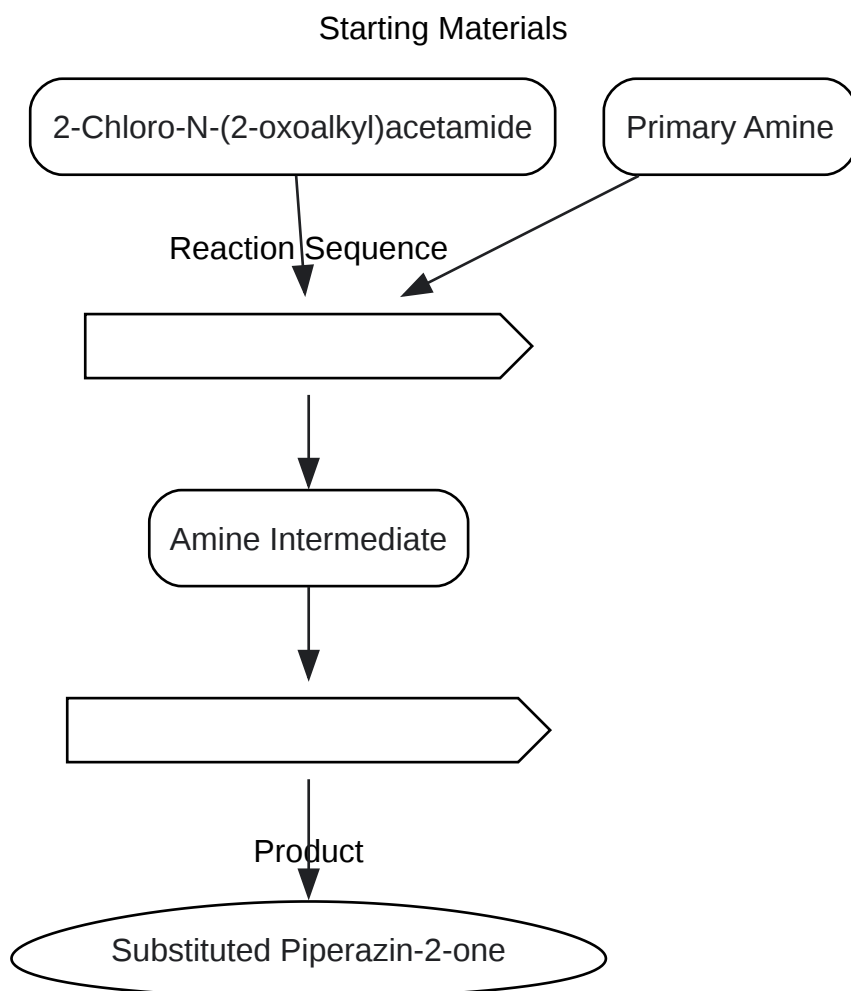 Starting Materials
2-Chloro-N-(2-oxoalkyl)acetamide
Primary Amine
Reaction Sequence
Amine Intermediate
Product
Substituted Piperazin-2-one